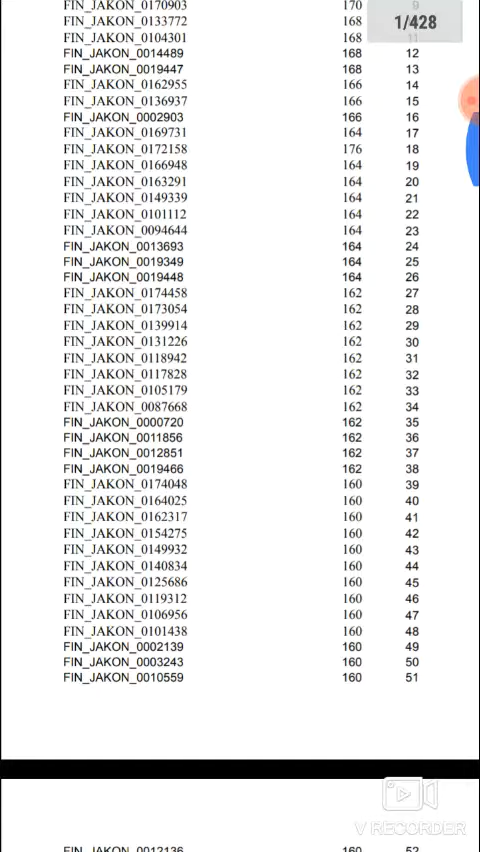 FIN_JAKON_0170903 170 9
1/428
FIN_JAKON_0133772 168
FIN_JAKON_0104301 168 11
FIN_JAKON_0014489 168 12
FIN_JAKON_0019447 168 13
FIN_JAKON_0162955 166 14
FIN_JAKON_0136937 166 15
FIN_JAKON_0002903 166 16
FIN_JAKON_0169731 164 17
FIN_JAKON_0172158 176 18
FIN_JAKON_0166948 164 19
FIN_JAKON_0163291 164 20
FIN_JAKON_0149339 164 21
FIN_JAKON_0101112 164 22
FIN_JAKON_0094644 164 23
FIN_JAKON_0013693 164 24
FIN_JAKON_0019349 164 25
FIN_JAKON_0019448 164 26
FIN_JAKON_0174458 162 27
FIN_JAKON_0173054 162 28
FIN_JAKON_0139914 162 29
FIN_JAKON_0131226 162 30
FIN_JAKON_0118942 162 31
FIN_JAKON_0117828 162 32
FIN_JAKON_0105179 162 33
FIN_JAKON_0087668 162 34
FIN_JAKON_0000720 162 35
FIN_JAKON_0011856 162 36
FIN_JAKON_0012851 162 37
FIN_JAKON_0019466 162 38
FIN_JAKON_0174048 160 39
FIN_JAKON_0164025 160 40
FIN_JAKON_0162317 160 41
FIN_JAKON_0154275 160 42
FIN_JAKON_0149932 160 43
FIN_JAKON_0140834 160 44
FIN_JAKON_0125686 160 45
FIN_JAKON_0119312 160 46
FIN_JAKON_0106956 160 47
FIN_JAKON_0101438 160 48
FIN_JAKON_0002139 160 49
FIN_JAKON_0003243 160 50
FIN_JAKON_0010559 160 51
V RECORDER
FIN_JAKON_0012136 160 52